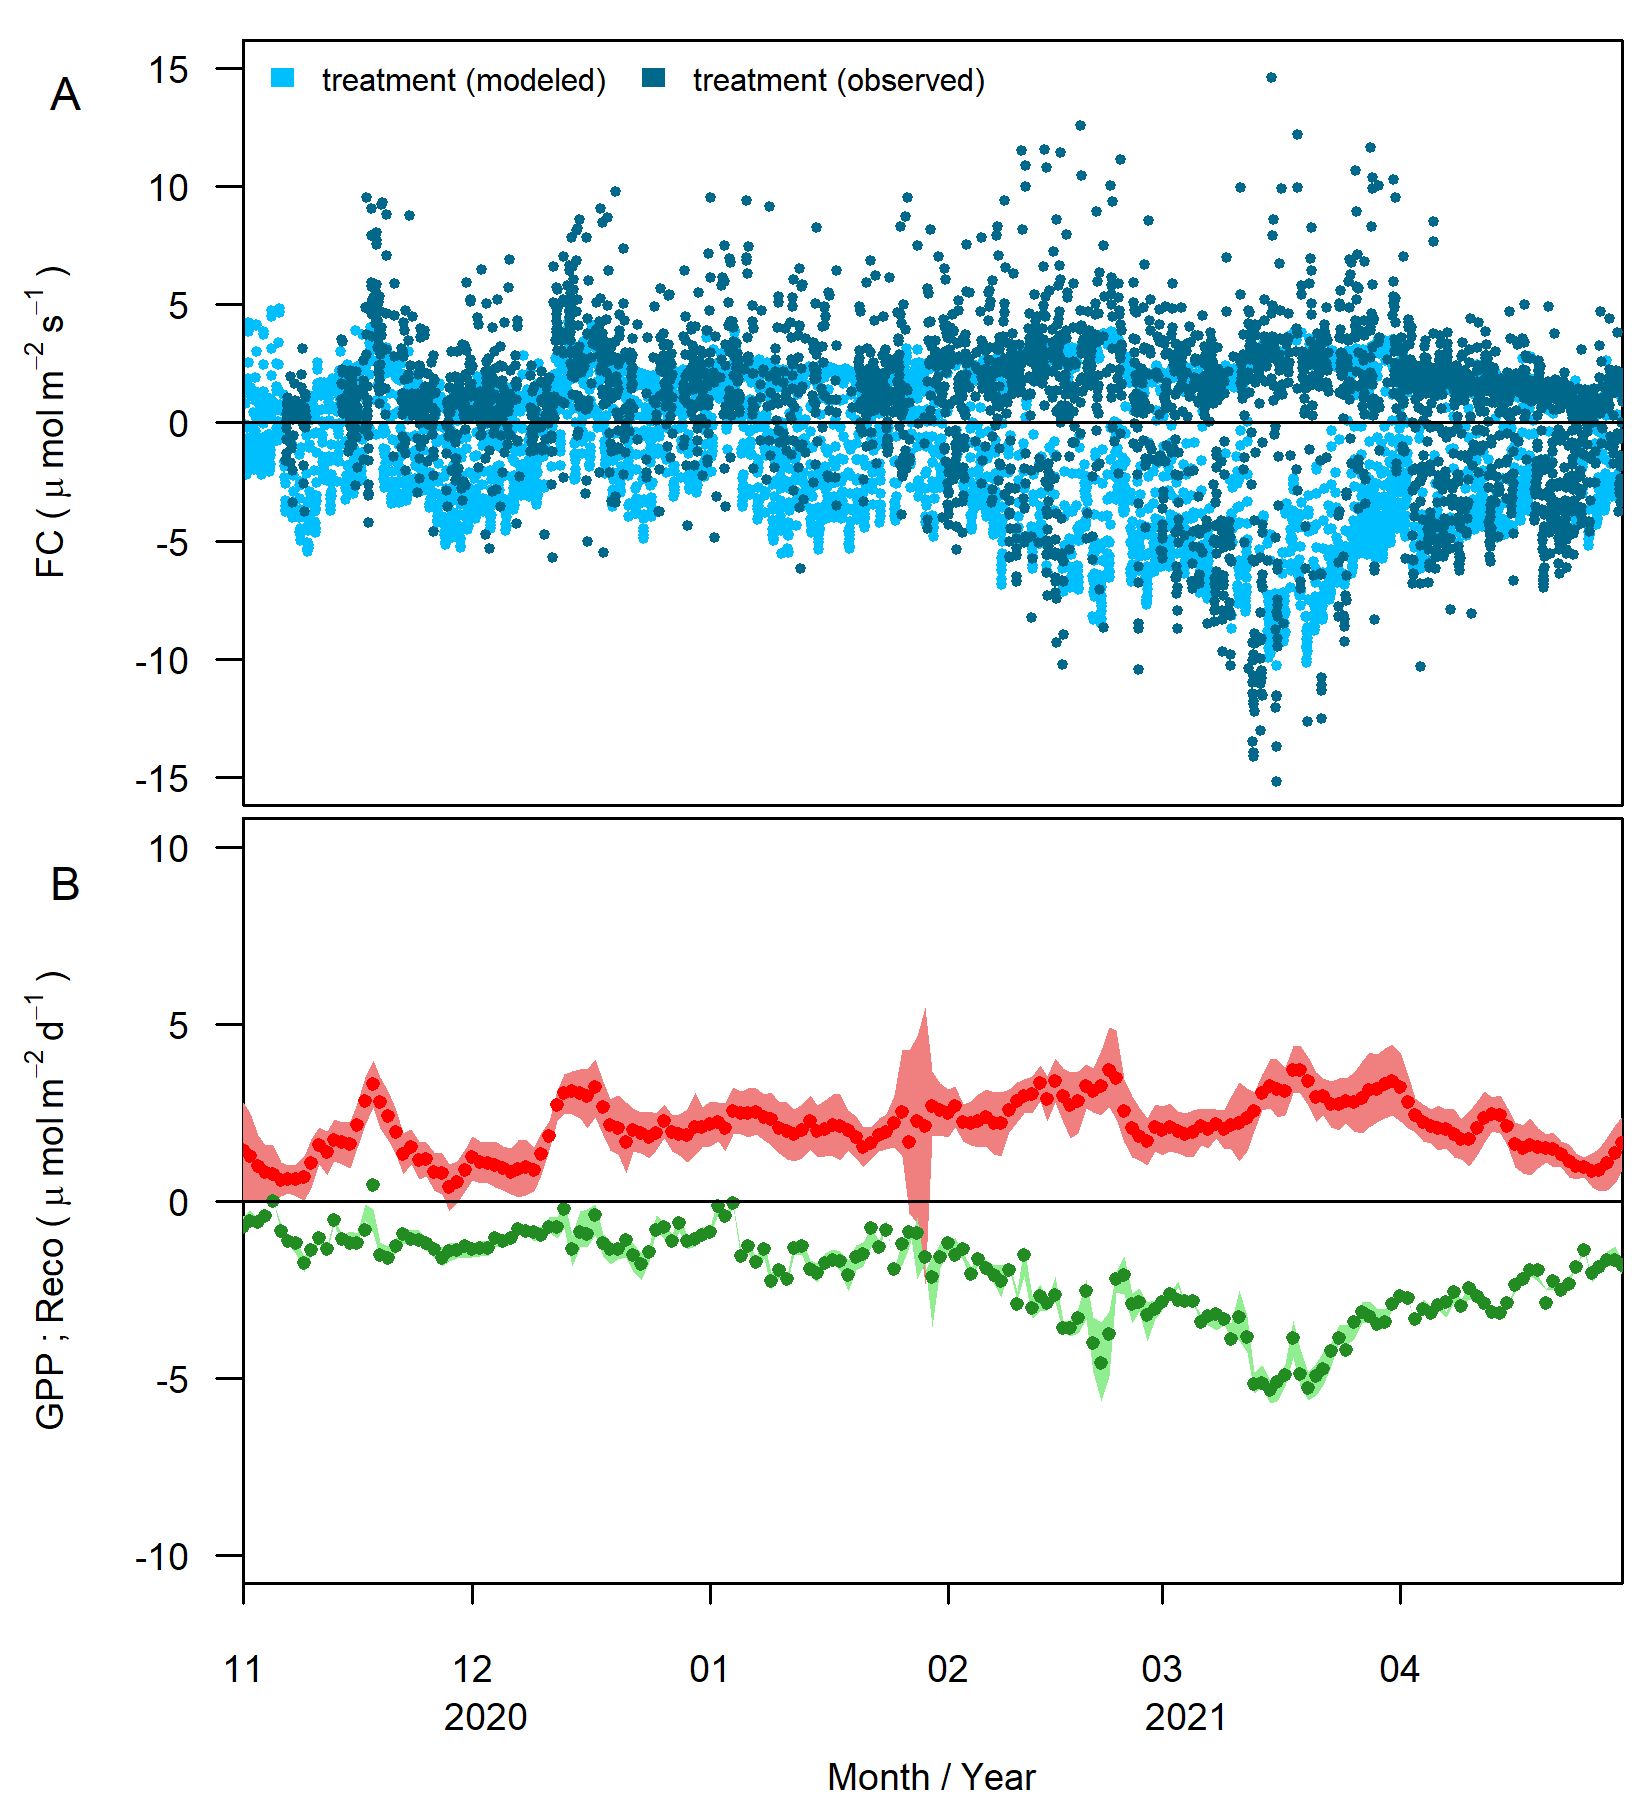 A
treatment (modeled) treatment (observed)
15
10
5
0
-5
-10
-15
FC ( μ mol m⁻² s⁻¹ )
B
10
5
0
-5
-10
GPP ; Reco ( μ mol m⁻² d⁻¹ )
11 12 01 02 03 04
2020 2021
Month / Year